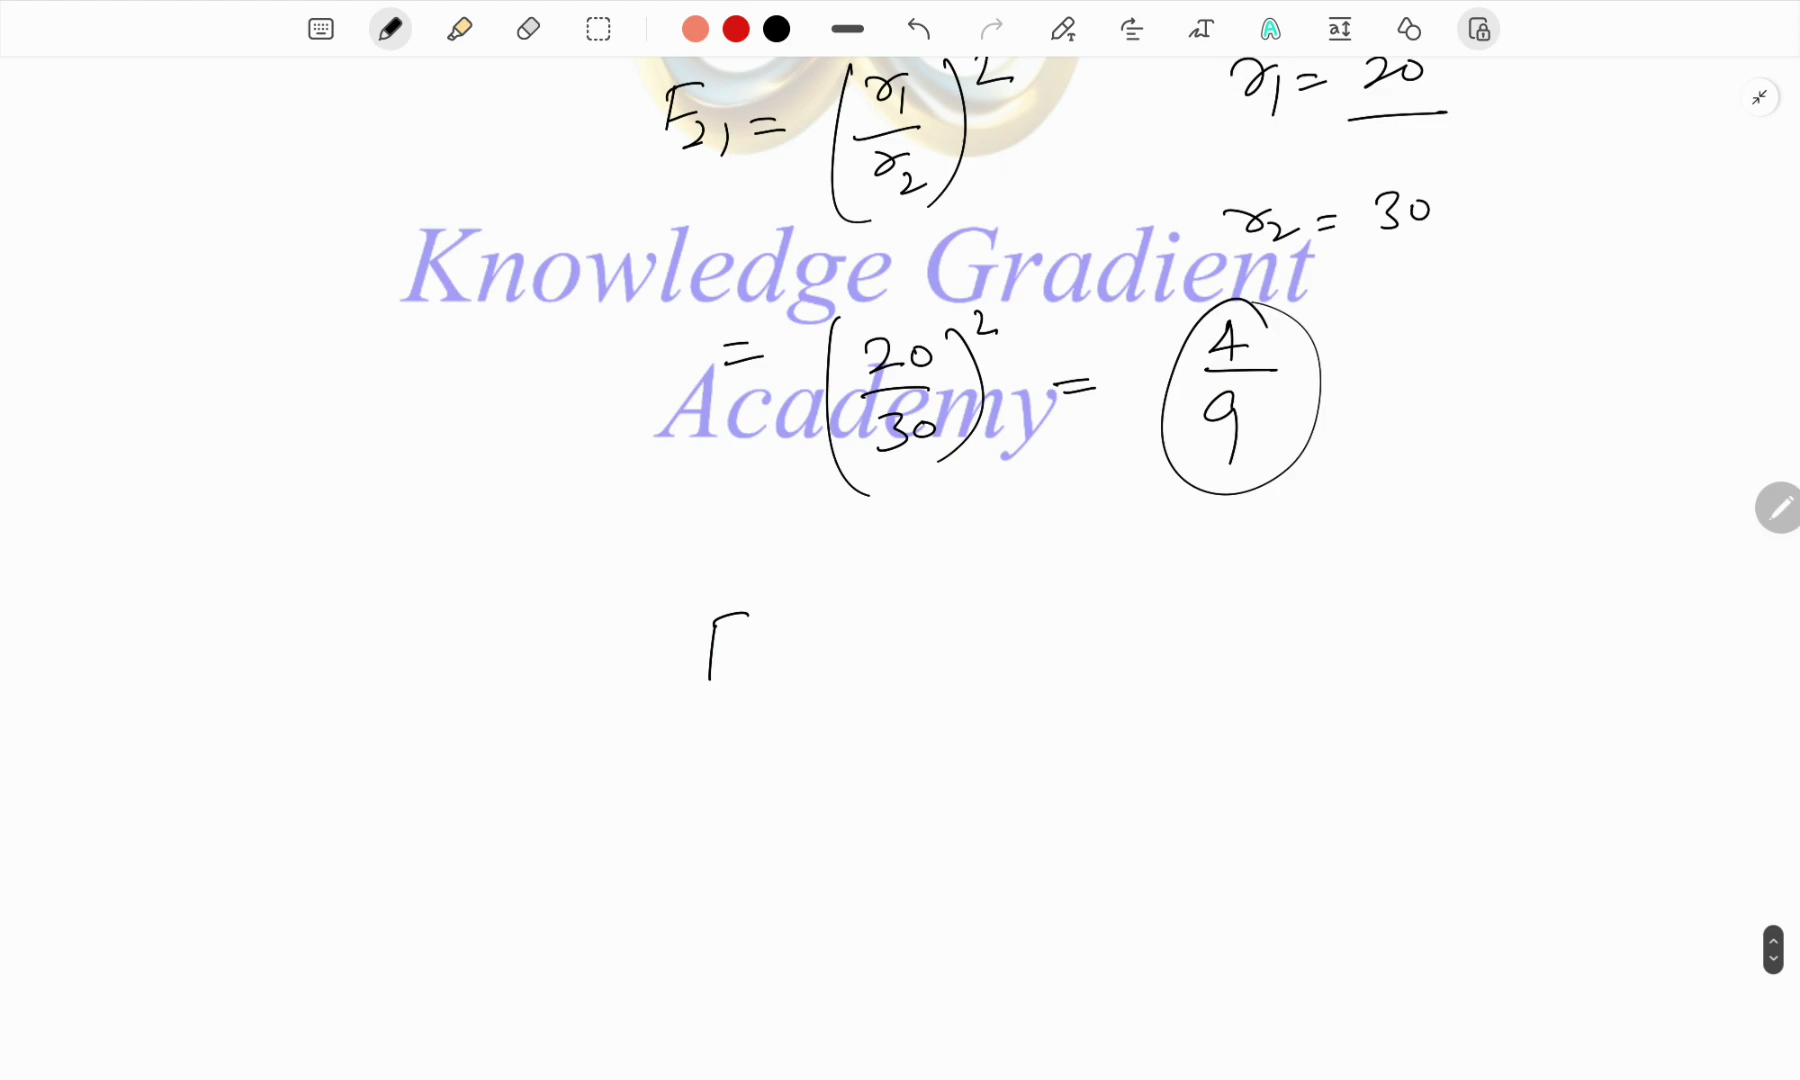 F21 = (r1/r2)^2
r1 = 20
r2 = 30
Knowledge Gradient
= (20/30)^2 = 4/9
Academy